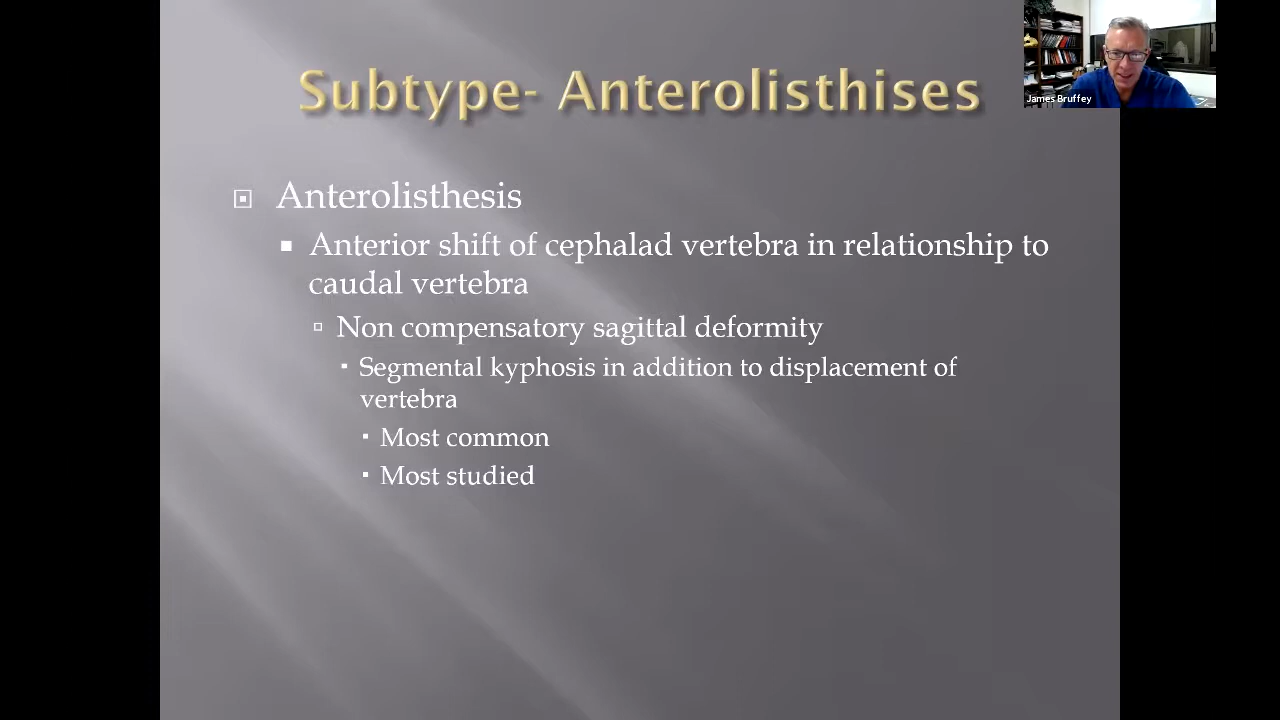 Subtype- Anterolisthises
James Bruffey
Anterolisthesis
Anterior shift of cephalad vertebra in relationship to
caudal vertebra
Non compensatory sagittal deformity
Segmental kyphosis in addition to displacement of
vertebra
Most common
Most studied